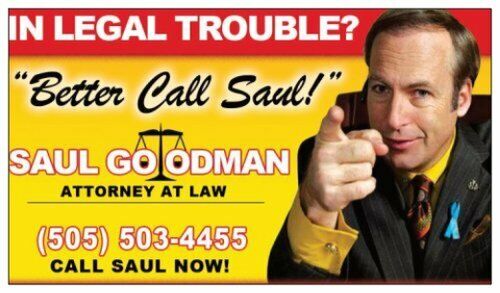 IN LEGAL TROUBLE?
"Better Call Saul!"
SAUL GOODMAN
ATTORNEY AT LAW
(505) 503-4455
CALL SAUL NOW!